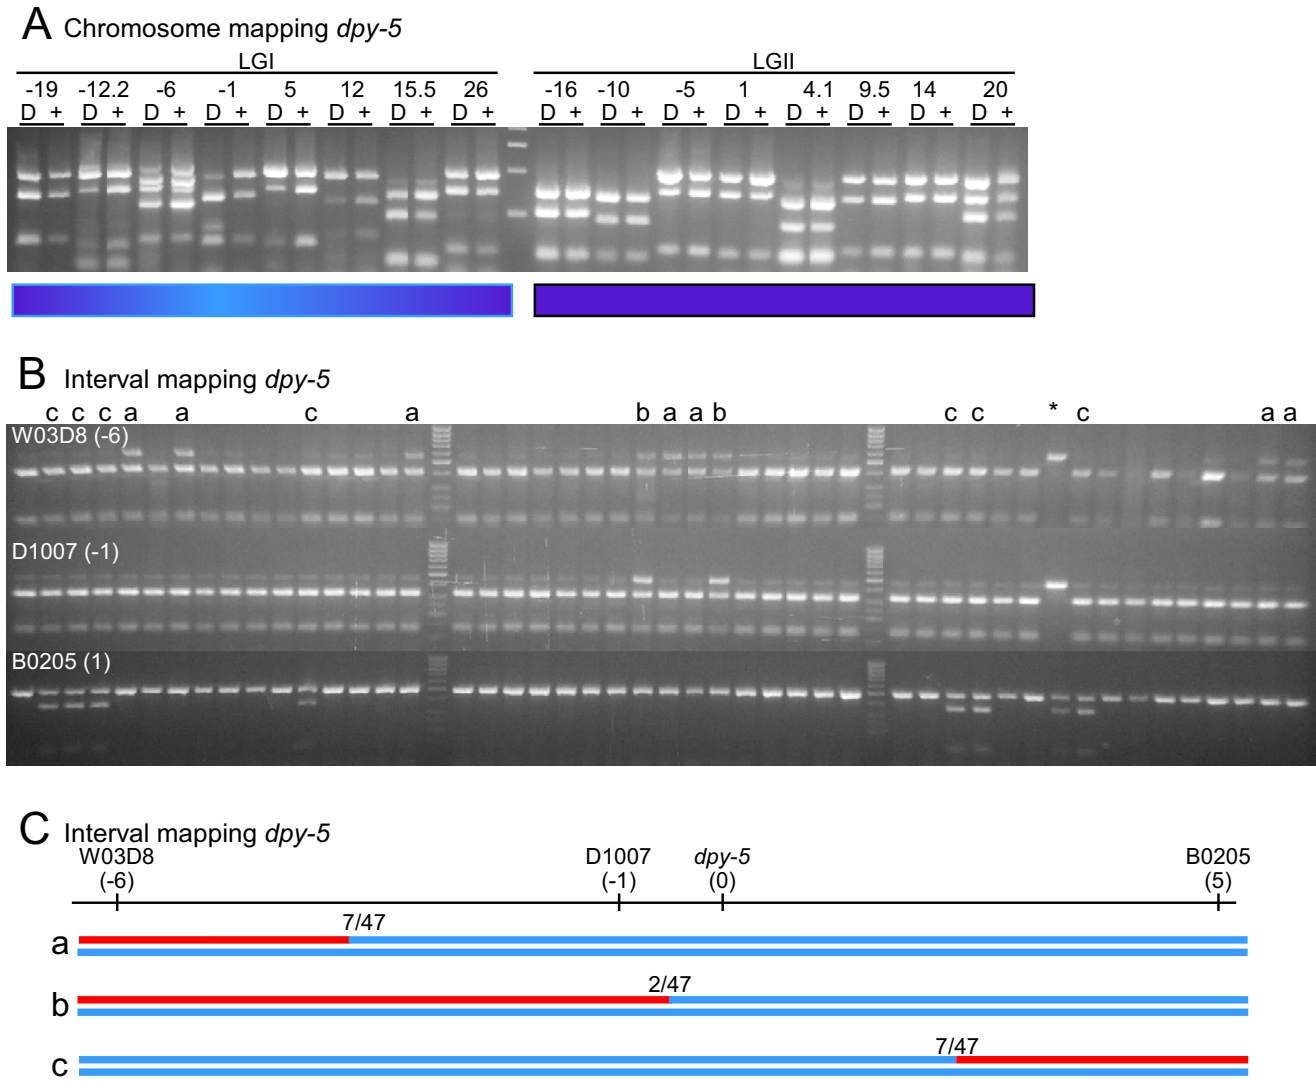 A Chromosome mapping dpy-5
LGI LGII
-19 -12.2 -6 -1 5 12 15.5 26 -16 -10 -5 1 4.1 9.5 14 20
D + D + D + D + D + D + D + D + D + D + D + D + D + D + D + D +
B Interval mapping dpy-5
c c c a a c a b a a b c c * c a a
W03D8 (-6)
D1007 (-1)
B0205 (1)
C Interval mapping dpy-5
W03D8 D1007 dpy-5 B0205
(-6) (-1) (0) (5)
7/47
a
2/47
b
7/47
c